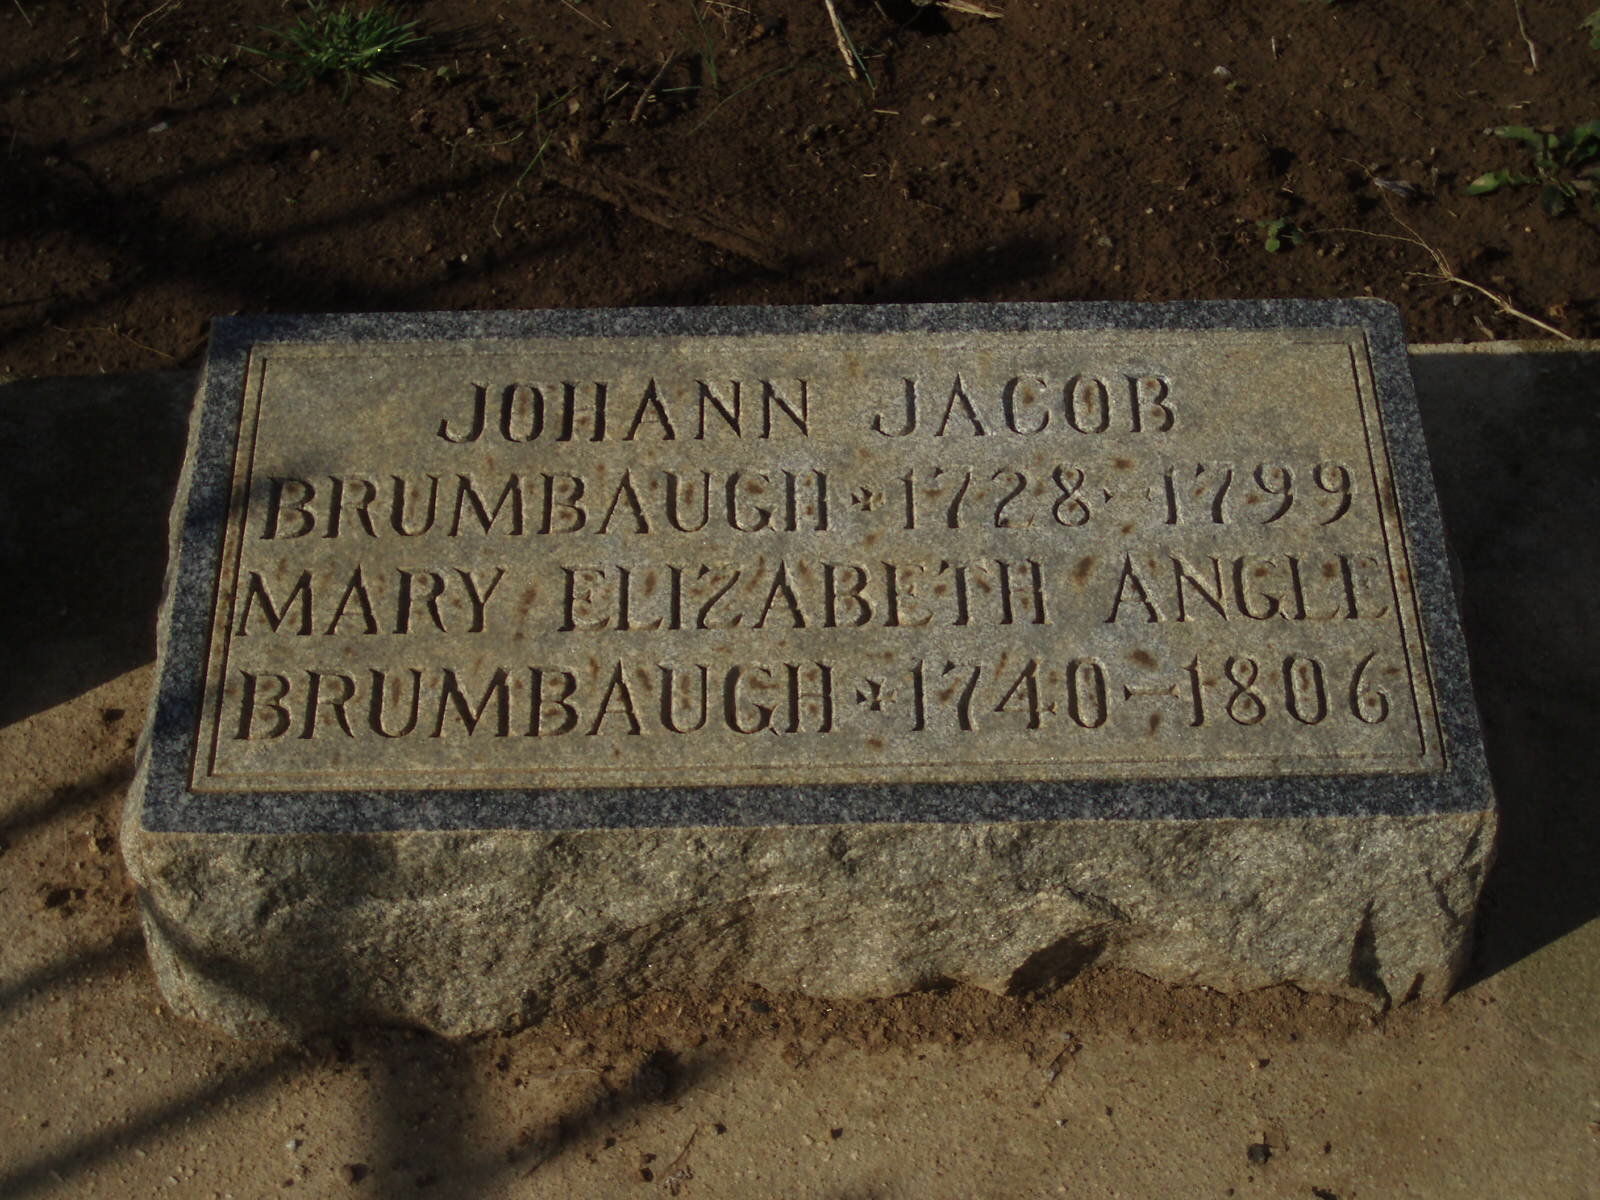 JOHANN JACOB
BRUMBAUGH · 1728 - 1799
MARY ELIZABETH ANGLE
BRUMBAUGH · 1740 - 1806